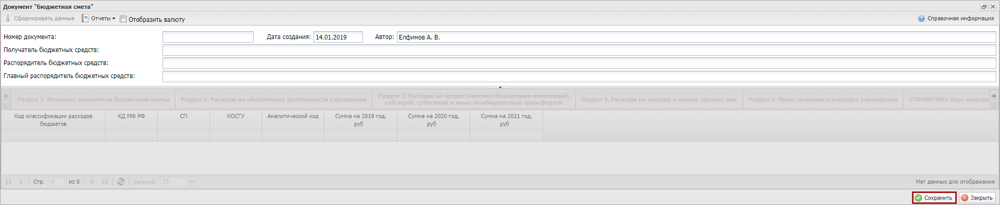 Документ "Бюджетная смета"
Сформировать данные Отчеты Отобразить валюту Справочная информация
Номер документа: Дата создания: 14.01.2019 Автор: Елфимов А. В.
Получатель бюджетных средств:
Распорядитель бюджетных средств:
Главный распорядитель бюджетных средств:
Раздел 1. Итоговые показатели бюджетной сметы
Раздел 2. Расходы на обеспечение деятельности учреждения
Раздел 3. Расходы на предоставление бюджетных инвестиций,
субсидий, субвенций и иных межбюджетных трансфертов
Раздел 4. Расходы на закупку в пользу третьих лиц
Раздел 5. Иные сведения о расходах учреждения
СПРАВОЧНО: Курс иностра
Код классификации расходов
бюджетов
КД МФ РФ
СП
КОСГУ
Аналитический код
Сумма на 2019 год,
руб
Сумма на 2020 год,
руб
Сумма на 2021 год,
руб
Стр. 0 из 0 Записей: 25 Нет данных для отображения
Сохранить Закрыть